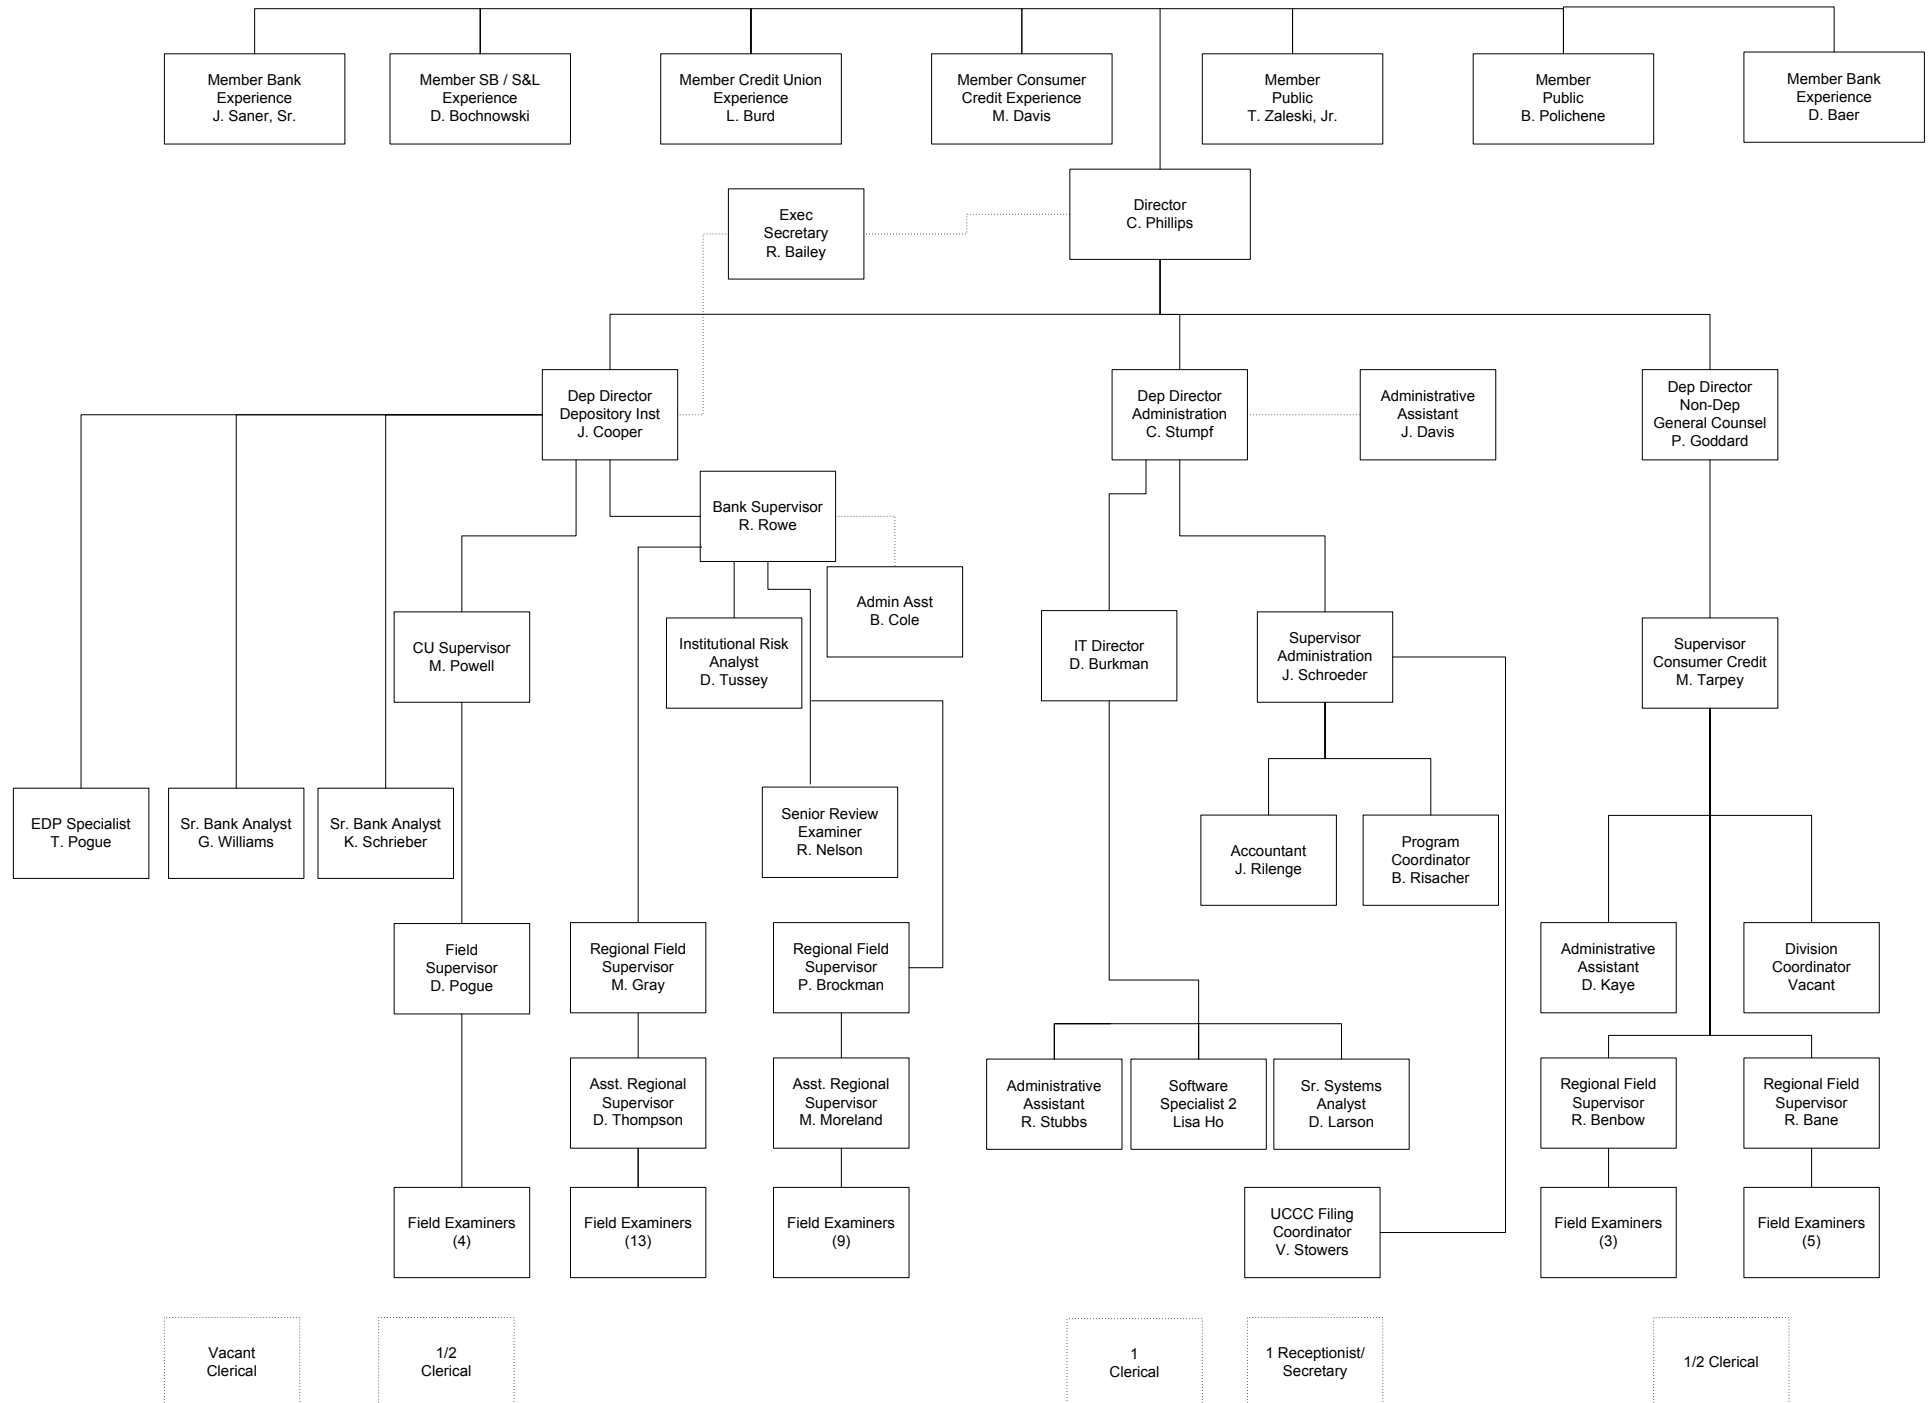 Member Bank
Experience
J. Saner, Sr.
Member SB / S&L
Experience
D. Bochnowski
Member Credit Union
Experience
L. Burd
Member Consumer
Credit Experience
M. Davis
Member
Public
T. Zaleski, Jr.
Member
Public
B. Polichene
Member Bank
Experience
D. Baer
Director
C. Phillips
Exec
Secretary
R. Bailey
Dep Director
Depository Inst
J. Cooper
Dep Director
Administration
C. Stumpf
Administrative
Assistant
J. Davis
Dep Director
Non-Dep
General Counsel
P. Goddard
Bank Supervisor
R. Rowe
Admin Asst
B. Cole
CU Supervisor
M. Powell
Institutional Risk
Analyst
D. Tussey
IT Director
D. Burkman
Supervisor
Administration
J. Schroeder
Supervisor
Consumer Credit
M. Tarpey
EDP Specialist
T. Pogue
Sr. Bank Analyst
G. Williams
Sr. Bank Analyst
K. Schrieber
Senior Review
Examiner
R. Nelson
Accountant
J. Rilenge
Program
Coordinator
B. Risacher
Field
Supervisor
D. Pogue
Regional Field
Supervisor
M. Gray
Regional Field
Supervisor
P. Brockman
Administrative
Assistant
D. Kaye
Division
Coordinator
Vacant
Asst. Regional
Supervisor
D. Thompson
Asst. Regional
Supervisor
M. Moreland
Administrative
Assistant
R. Stubbs
Software
Specialist 2
Lisa Ho
Sr. Systems
Analyst
D. Larson
Regional Field
Supervisor
R. Benbow
Regional Field
Supervisor
R. Bane
Field Examiners
(4)
Field Examiners
(13)
Field Examiners
(9)
UCCC Filing
Coordinator
V. Stowers
Field Examiners
(3)
Field Examiners
(5)
Vacant
Clerical
1/2
Clerical
1
Clerical
1 Receptionist/
Secretary
1/2 Clerical